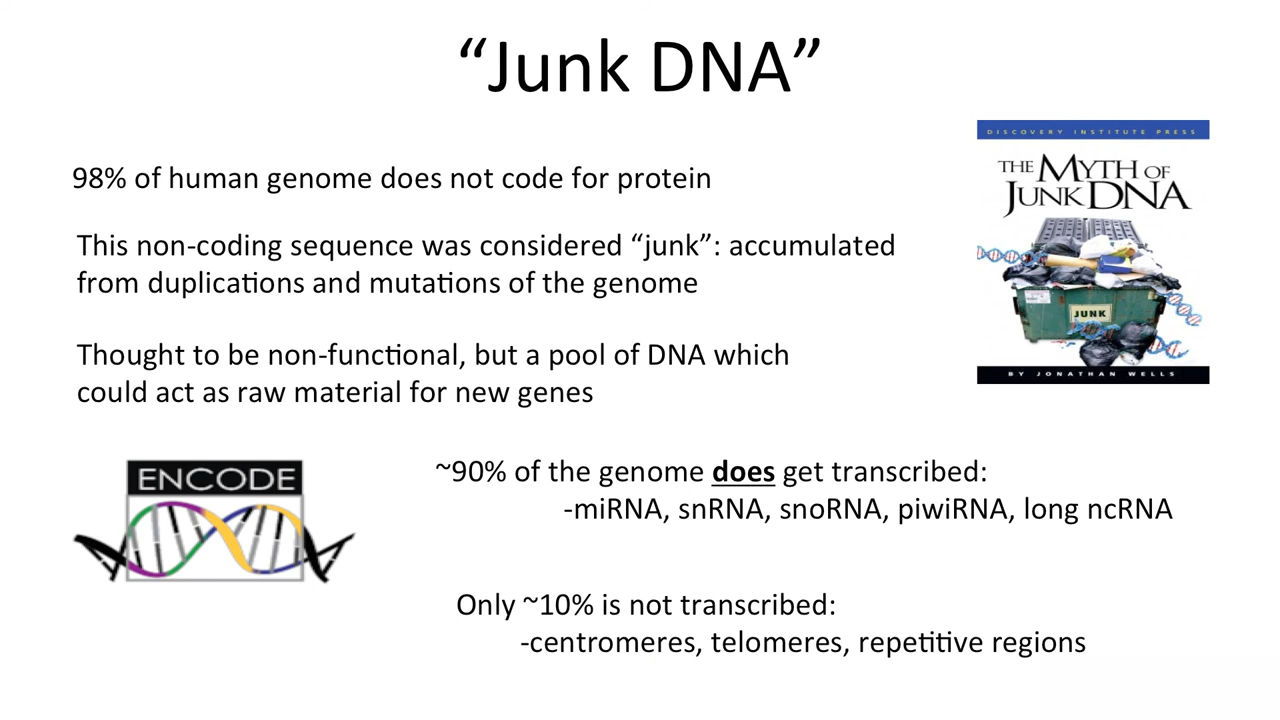 “Junk DNA”
98% of human genome does not code for protein
This non-coding sequence was considered “junk”: accumulated
from duplications and mutations of the genome
Thought to be non-functional, but a pool of DNA which
could act as raw material for new genes
DISCOVERY INSTITUTE PRESS
THE MYTH OF
JUNK DNA
JUNK
BY JONATHAN WELLS
ENCODE
~90% of the genome does get transcribed:
-miRNA, snRNA, snoRNA, piwiRNA, long ncRNA
Only ~10% is not transcribed:
-centromeres, telomeres, repetitive regions